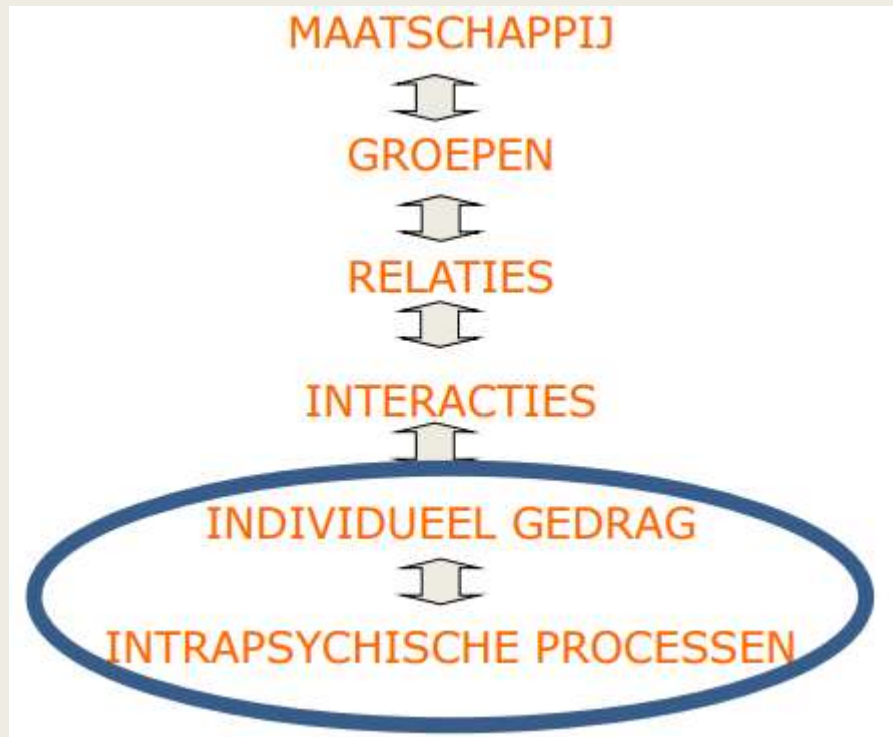 MAATSCHAPPIJ
GROEPEN
RELATIES
INTERACTIES
INDIVIDUEEL GEDRAG
INTRAPSYCHISCHE PROCESSEN